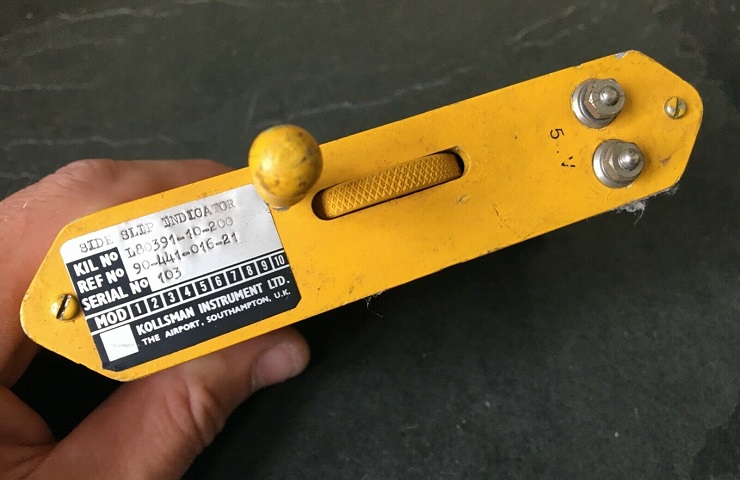 SIDE SLIP INDICATOR
KIL No L80391-10-200
REF No 90-441-016-21
SERIAL No 103
MOD 1 2 3 4 5 6 7 8 9 10
KOLLSMAN INSTRUMENT LTD.
THE AIRPORT, SOUTHAMPTON, U.K.
5 V